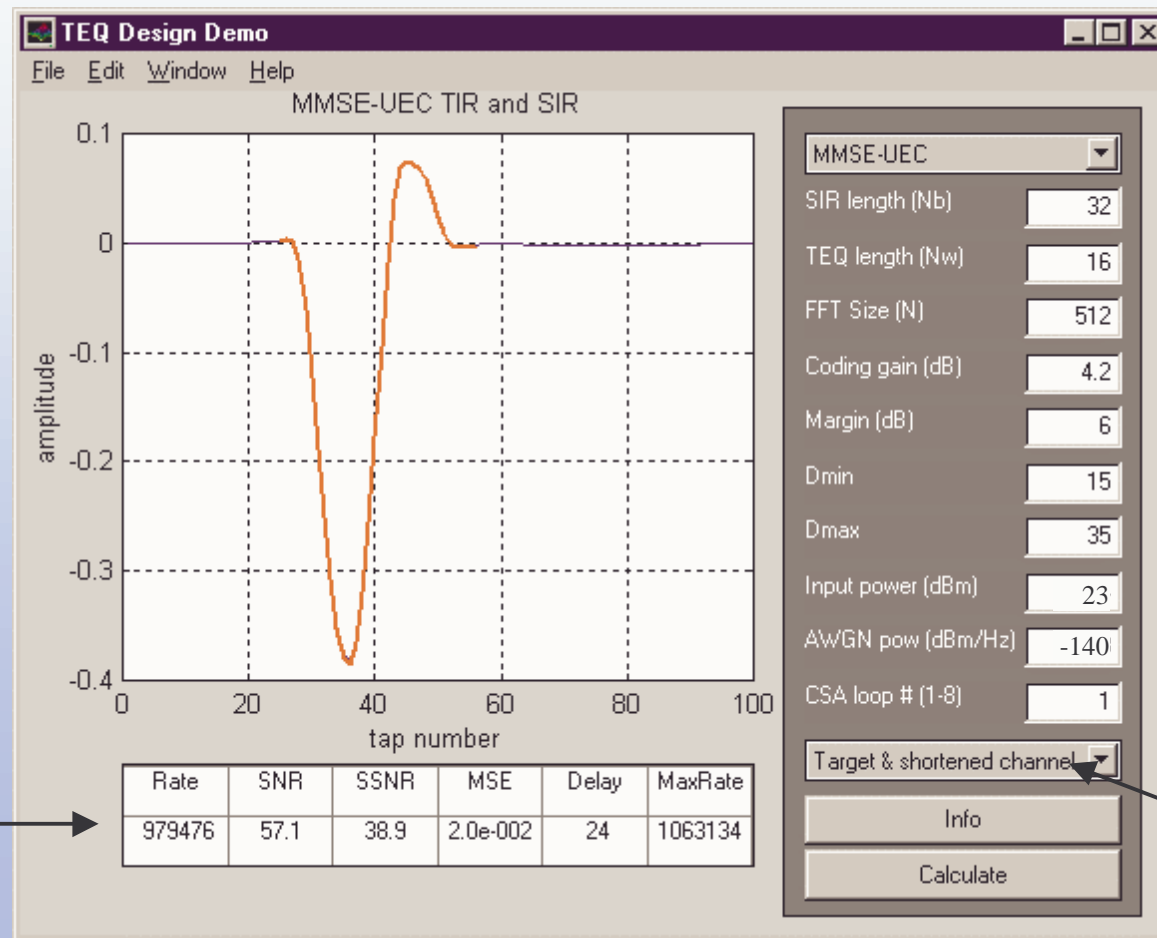 TEQ Design Demo
File Edit Window Help
MMSE-UEC TIR and SIR
0.1
0
-0.1
-0.2
-0.3
-0.4
amplitude
0 20 40 60 80 100
tap number
Rate SNR SSNR MSE Delay MaxRate
979476 57.1 38.9 2.0e-002 24 1063134
MMSE-UEC
SIR length (Nb) 32
TEQ length (Nw) 16
FFT Size (N) 512
Coding gain (dB) 4.2
Margin (dB) 6
Dmin 15
Dmax 35
Input power (dBm) 23
AWGN pow (dBm/Hz) -140
CSA loop # (1-8) 1
Target & shortened channel
Info
Calculate